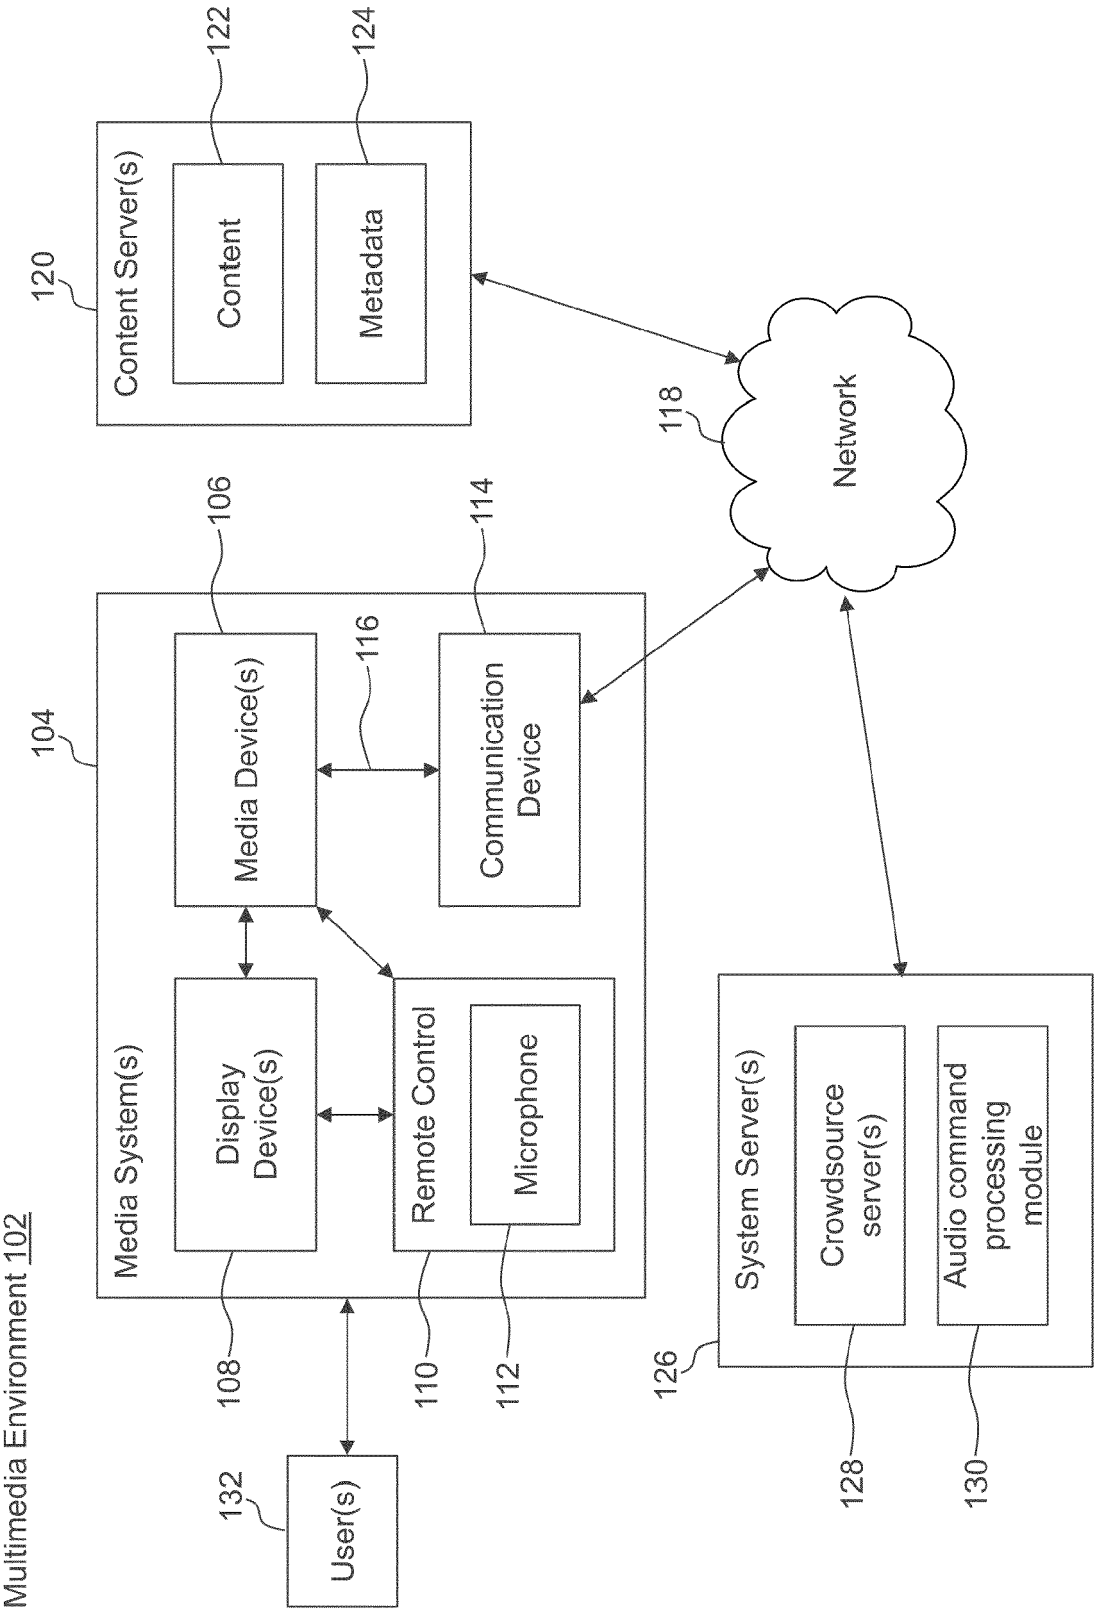 Multimedia Environment 102
132
User(s)
104
Media System(s)
108
Display
Device(s)
106
Media Device(s)
110
Remote Control
112
Microphone
116
114
Communication
Device
120
Content Server(s)
122
Content
124
Metadata
118
Network
126
System Server(s)
128
Crowdsource
server(s)
130
Audio command
processing
module